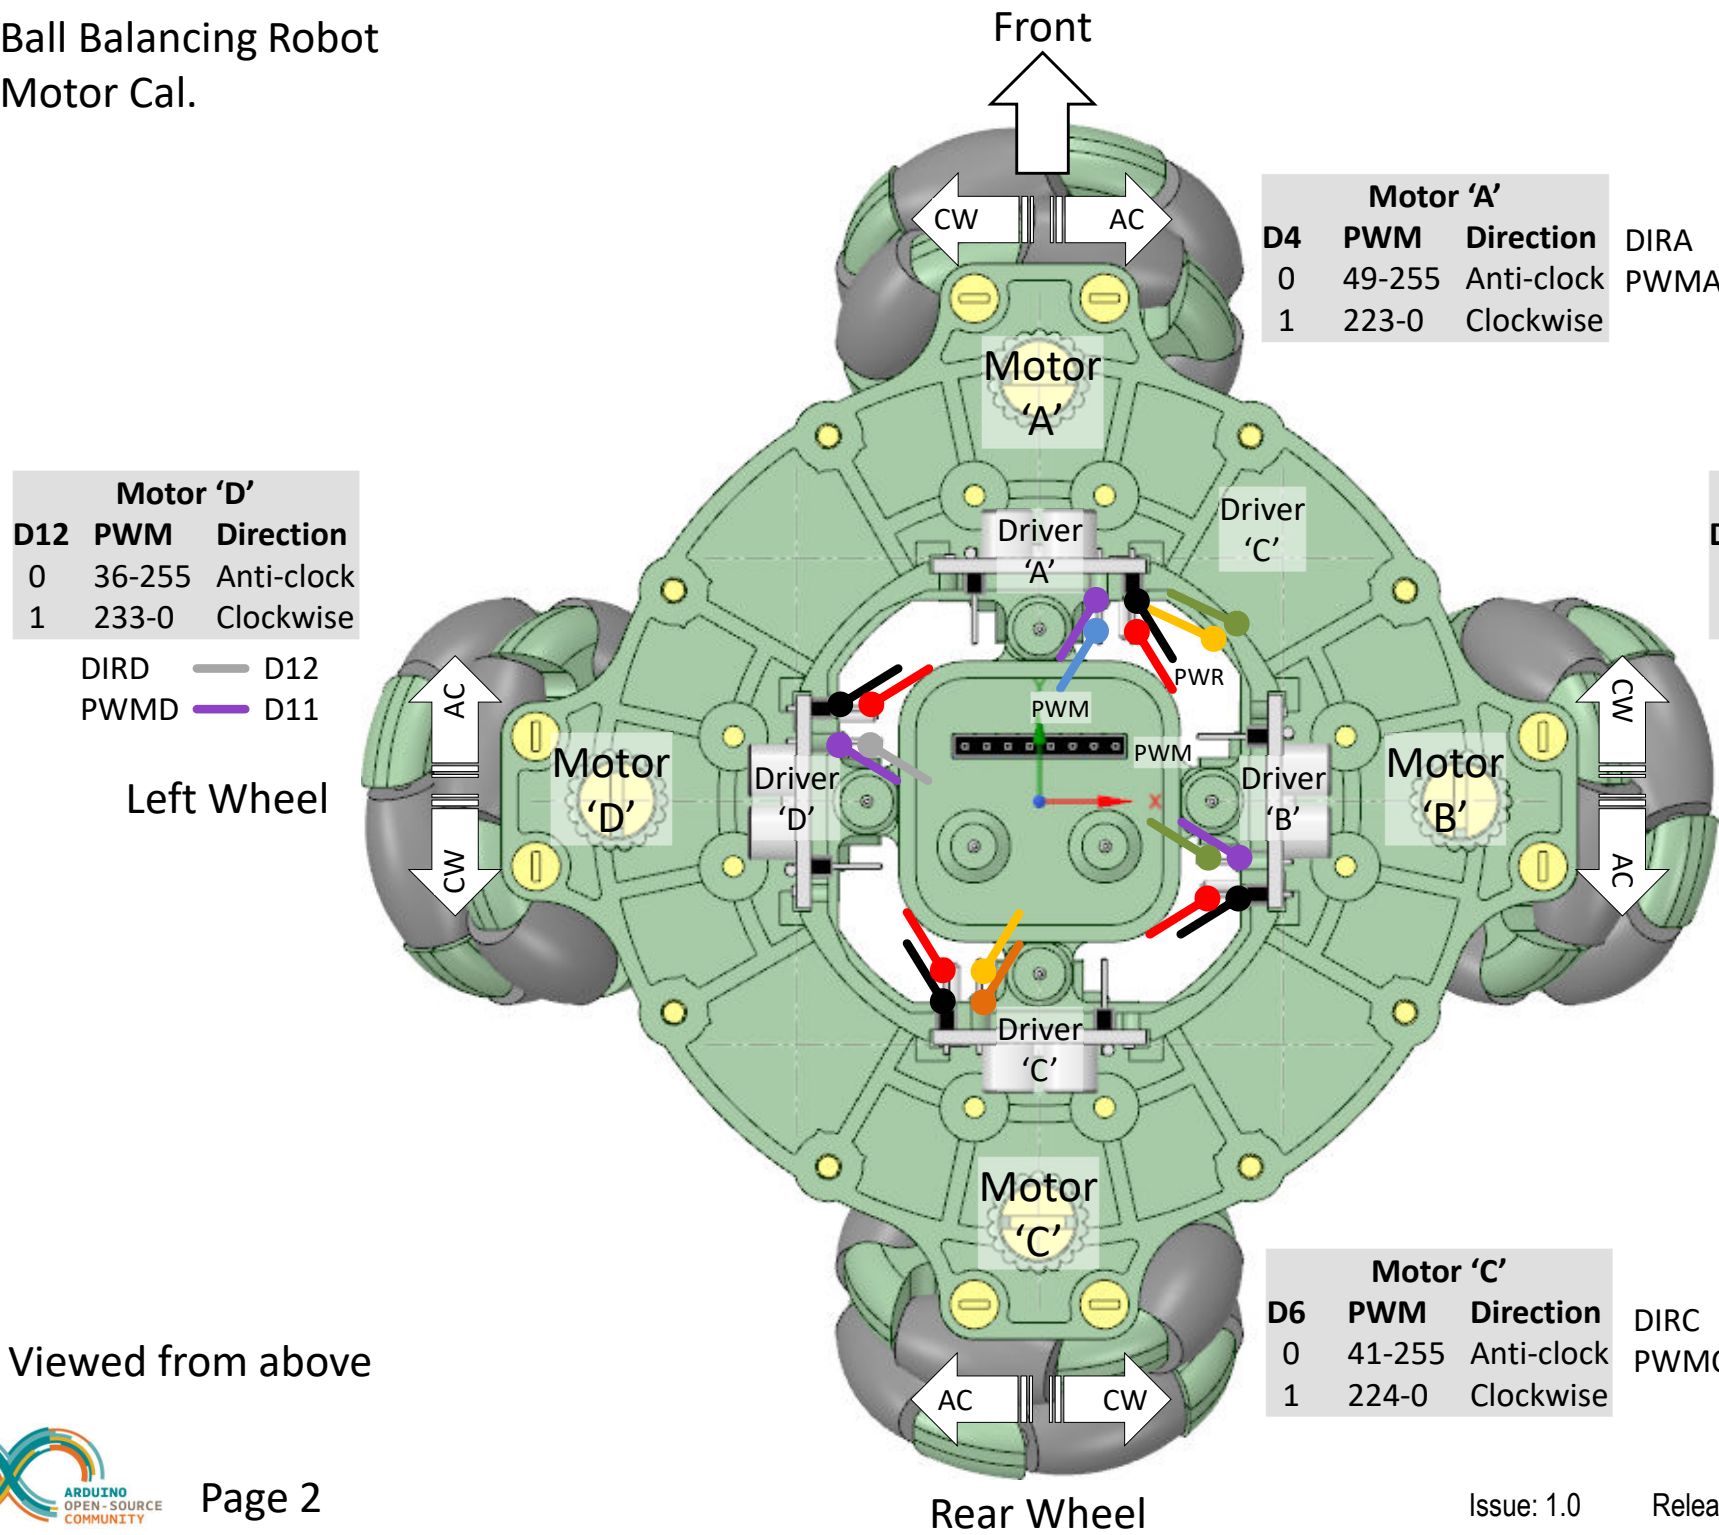 Ball Balancing Robot
Motor Cal.
Front
CW
AC
Motor ‘A’
D4 PWM Direction
0 49-255 Anti-clock
1 223-0 Clockwise
DIRA
PWMA
Motor
‘A’
Driver
‘A’
Driver
‘C’
Motor ‘D’
D12 PWM Direction
0 36-255 Anti-clock
1 233-0 Clockwise
DIRD D12
PWMD D11
Left Wheel
AC
CW
Motor
‘D’
Driver
‘D’
PWR
PWM
PWM
Y
X
Driver
‘B’
Motor
‘B’
CW
AC
Driver
‘C’
Motor
‘C’
AC
CW
Motor ‘C’
D6 PWM Direction
0 41-255 Anti-clock
1 224-0 Clockwise
DIRC
Viewed from above
ARDUINO
OPEN-SOURCE
COMMUNITY
Page 2
Rear Wheel
Issue: 1.0